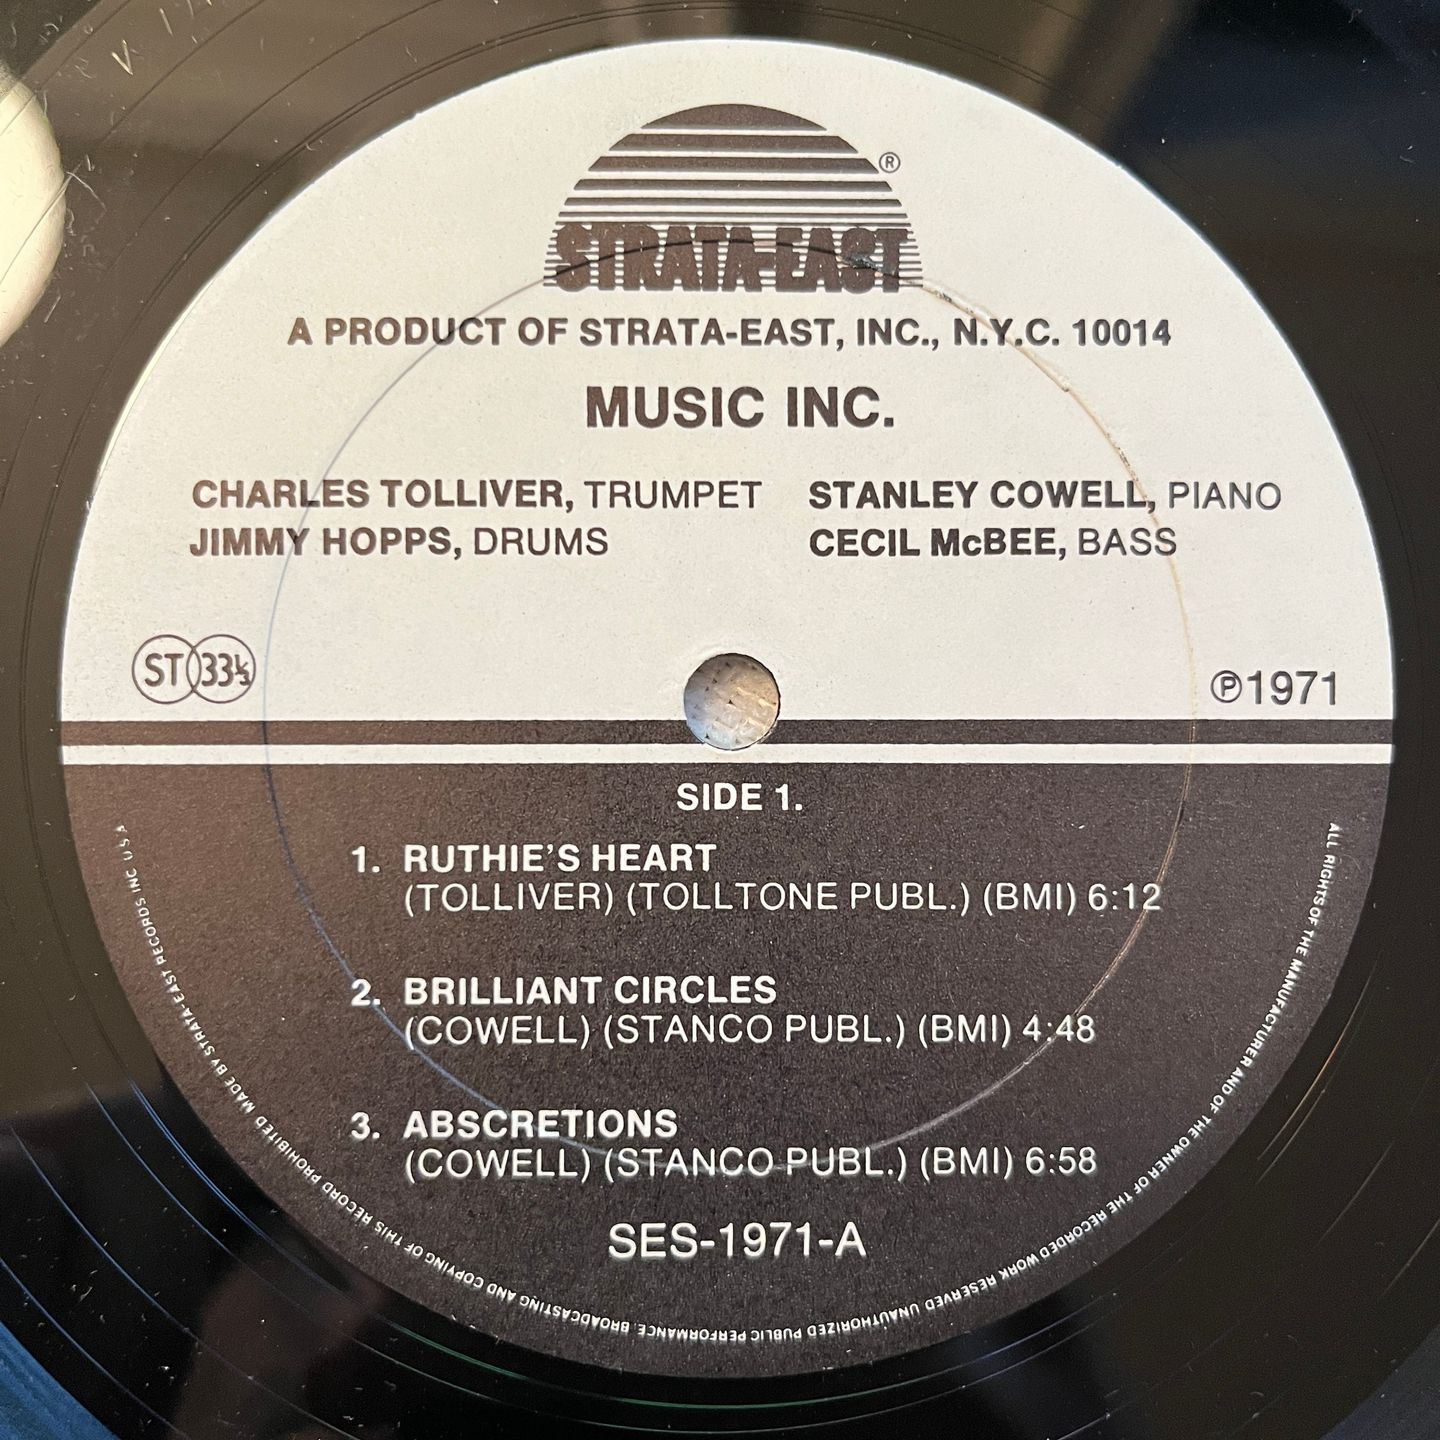 STRATA-EAST®
A PRODUCT OF STRATA-EAST, INC., N.Y.C. 10014
MUSIC INC.
CHARLES TOLLIVER, TRUMPET STANLEY COWELL, PIANO
JIMMY HOPPS, DRUMS CECIL McBEE, BASS
ST 33⅓ ℗1971
SIDE 1.
1. RUTHIE'S HEART
(TOLLIVER) (TOLLTONE PUBL.) (BMI) 6:12
2. BRILLIANT CIRCLES
(COWELL) (STANCO PUBL.) (BMI) 4:48
3. ABSCRETIONS
(COWELL) (STANCO PUBL.) (BMI) 6:58
SES-1971-A
ALL RIGHTS OF THE MANUFACTURER AND OF THE OWNER OF THE RECORDED WORK RESERVED UNAUTHORIZED PUBLIC PERFORMANCE, BROADCASTING AND COPYING OF THIS RECORD PROHIBITED MADE BY STRATA-EAST RECORDS INC U.S.A